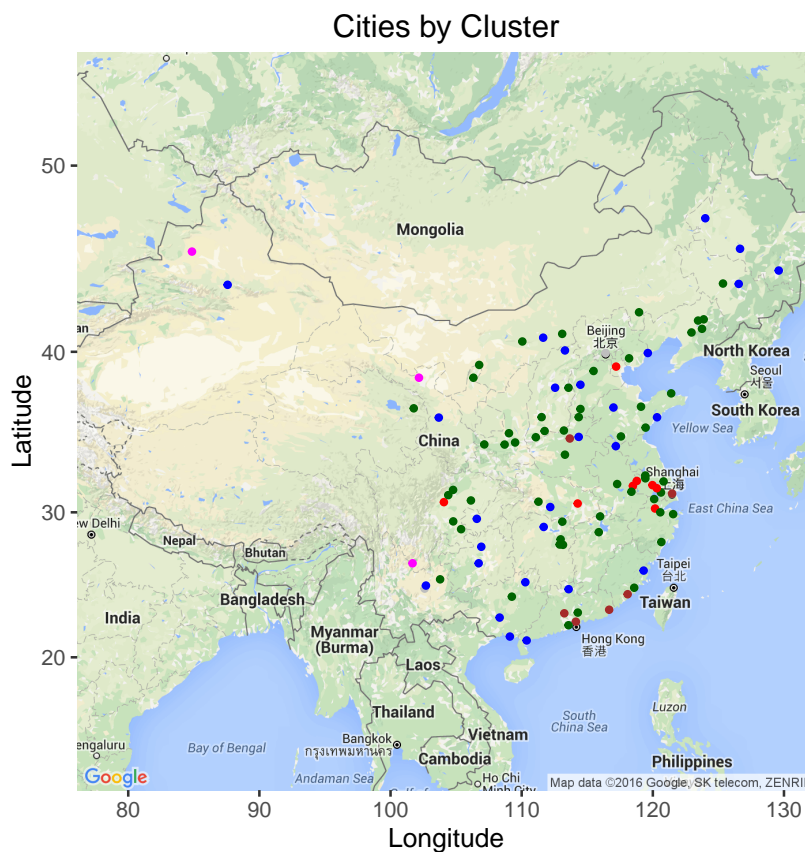 Cities by Cluster
50
Mongolia
Beijing
北京
40
North Korea
Seoul
서울
South Korea
China
Yellow Sea
Latitude
Shanghai
上海
30
East China Sea
ew Delhi
Nepal
Bhutan
Taipei
台北
Bangladesh
Taiwan
India
Myanmar
(Burma)
Hong Kong
香港
Laos
20
Thailand
Luzon
South
China Sea
Vietnam
Bangkok
กรุงเทพมหานคร
Bay of Bengal
engaluru
Cambodia
Philippines
Andaman Sea
Ho Chi
Minh City
Google
Map data ©2016 Google, SK telecom, ZENRI
80
90
100
110
120
130
Longitude